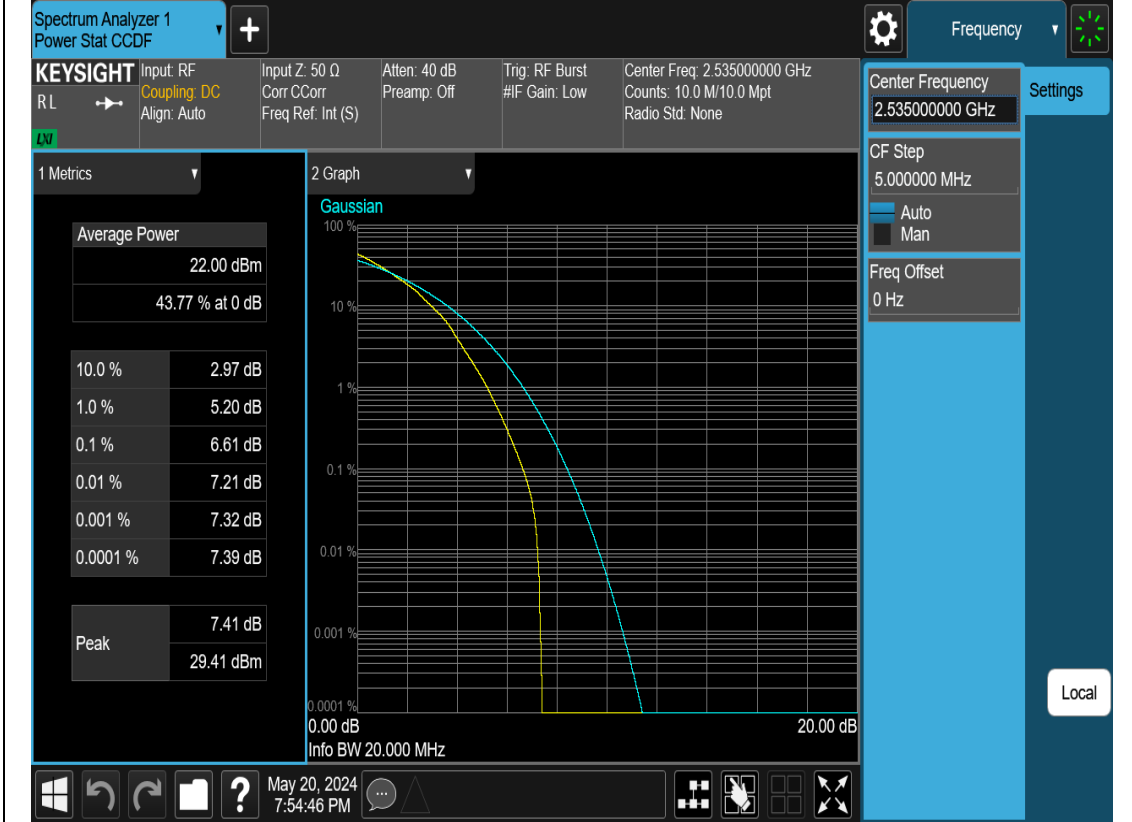 Spectrum Analyzer 1
Power Stat CCDF
Frequency
KEYSIGHT
RL
LXI
Input: RF
Coupling: DC
Align: Auto
Input Z: 50 Ω
Corr CCorr
Freq Ref: Int (S)
Atten: 40 dB
Preamp: Off
Trig: RF Burst
#IF Gain: Low
Center Freq: 2.535000000 GHz
Counts: 10.0 M/10.0 Mpt
Radio Std: None
1 Metrics
Average Power
22.00 dBm
43.77 % at 0 dB
10.0 % 2.97 dB
1.0 % 5.20 dB
0.1 % 6.61 dB
0.01 % 7.21 dB
0.001 % 7.32 dB
0.0001 % 7.39 dB
Peak
7.41 dB
29.41 dBm
2 Graph
Gaussian
100 %
10 %
1 %
0.1 %
0.01 %
0.001 %
0.0001 %
0.00 dB 20.00 dB
Info BW 20.000 MHz
Center Frequency
2.535000000 GHz
CF Step
5.000000 MHz
Auto
Man
Freq Offset
0 Hz
Settings
Local
?
May 20, 2024
7:54:46 PM